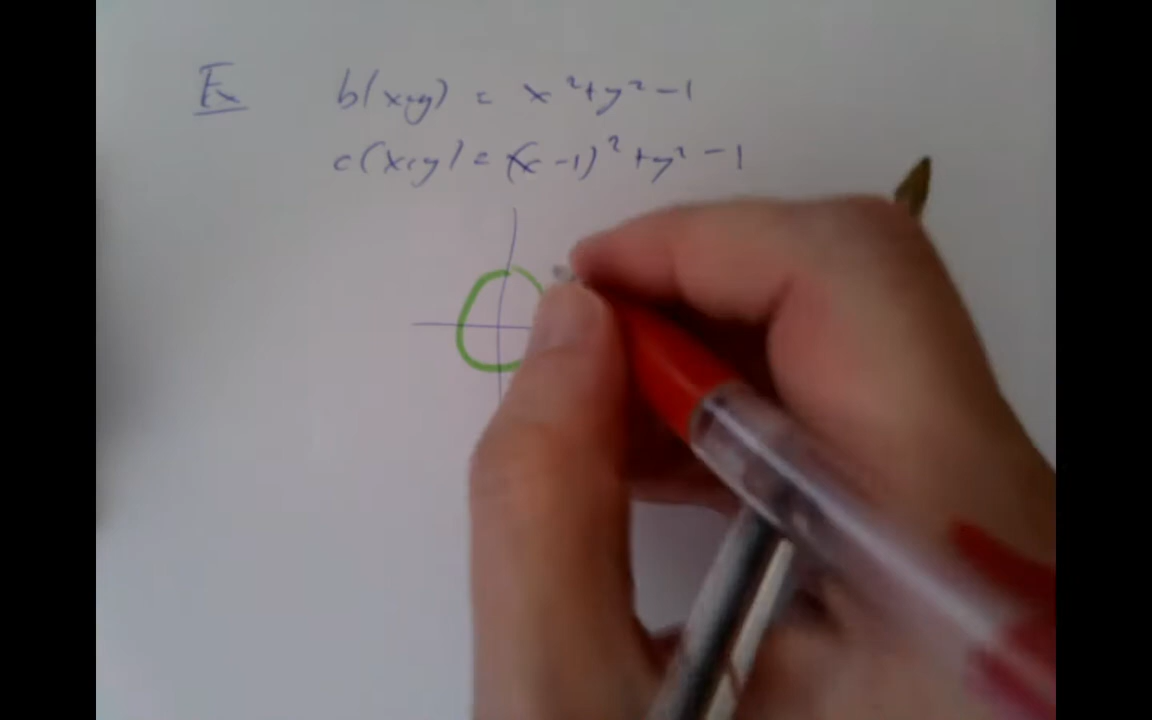 Ex b(x,y) = x²+y²-1
c(x,y) = (x-1)²+y²-1